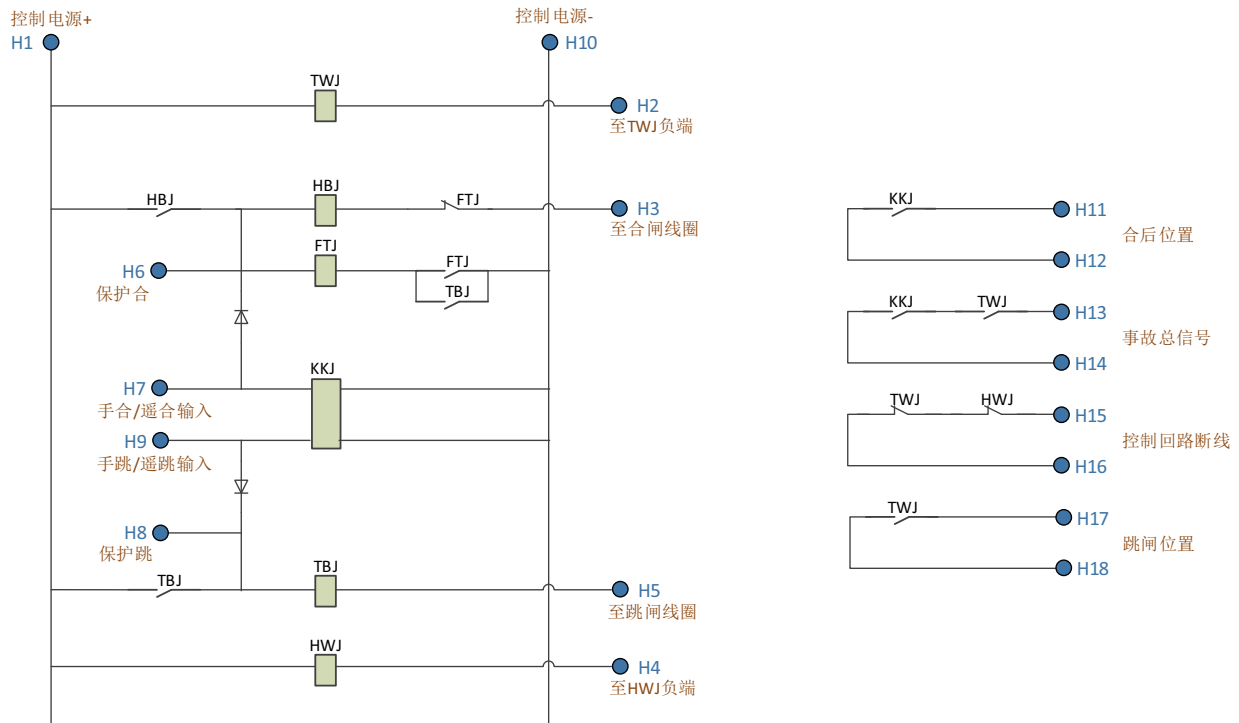 控制电源+
H1
控制电源-
H10
TWJ
H2
至TWJ负端
HBJ
HBJ
FTJ
H3
至合闸线圈
FTJ
H6
保护合
FTJ
TBJ
KKJ
H7
手合/遥合输入
H9
手跳/遥跳输入
H8
保护跳
TBJ
TBJ
H5
至跳闸线圈
HWJ
H4
至HWJ负端
KKJ
H11
合后位置
H12
KKJ
TWJ
H13
事故总信号
H14
TWJ
HWJ
H15
控制回路断线
H16
TWJ
H17
跳闸位置
H18